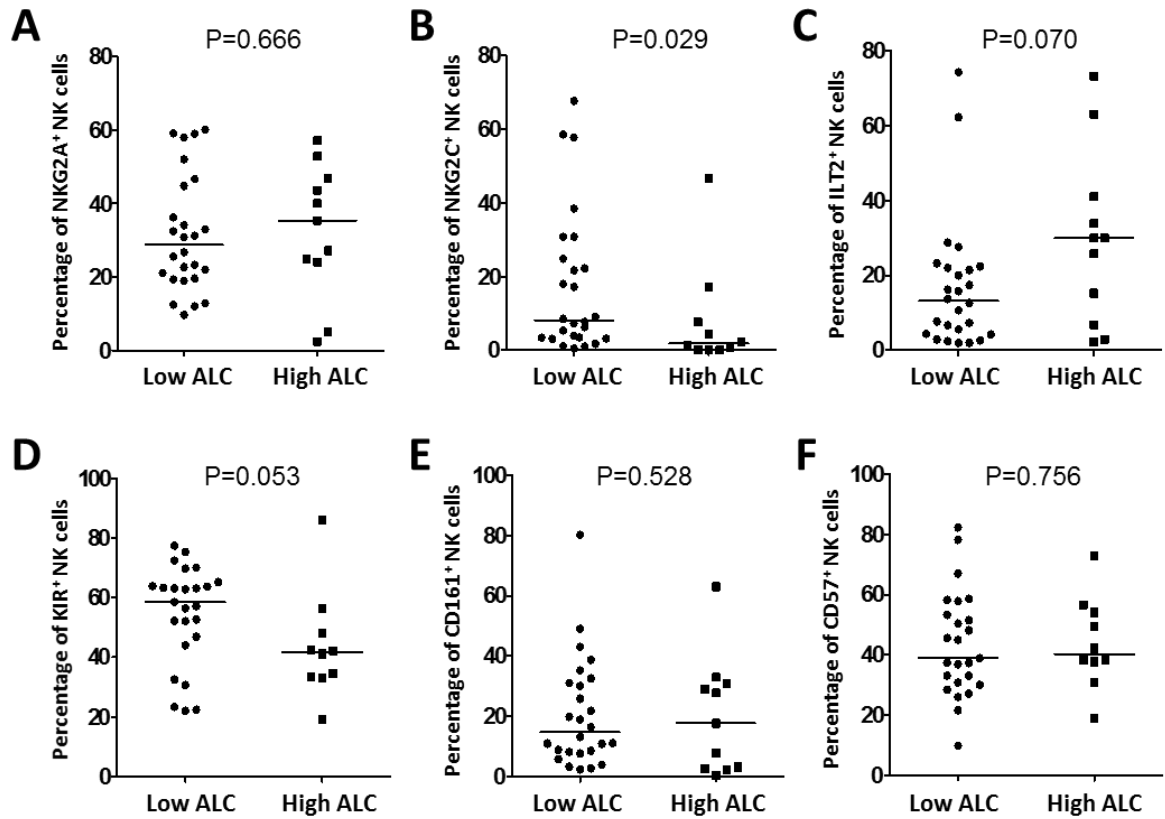 A
P=0.666
Percentage of NKG2A⁺ NK cells
80
60
40
20
0
Low ALC
High ALC
B
P=0.029
Percentage of NKG2C⁺ NK cells
80
60
40
20
0
Low ALC
High ALC
C
P=0.070
Percentage of ILT2⁺ NK cells
80
60
40
20
0
Low ALC
High ALC
D
P=0.053
Percentage of KIR⁺ NK cells
100
80
60
40
20
0
Low ALC
High ALC
E
P=0.528
Percentage of CD161⁺ NK cells
100
80
60
40
20
0
Low ALC
High ALC
F
P=0.756
Percentage of CD57⁺ NK cells
100
80
60
40
20
0
Low ALC
High ALC